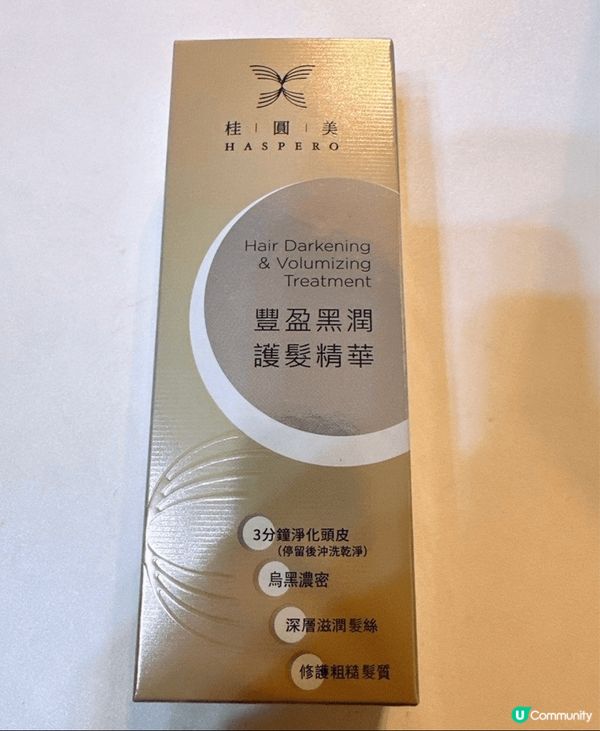 桂 | 圓 | 美
HASPERO
Hair Darkening
& Volumizing
Treatment
豐盈黑潤
護髮精華
3分鐘淨化頭皮
(停留後沖洗乾淨)
烏黑濃密
深層滋潤髮絲
修護粗糙髮質
U Community